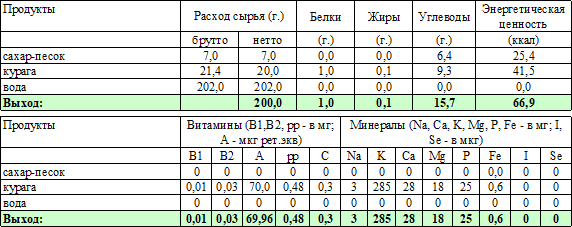 Продукты Расход сырья (г.) Белки Жиры Углеводы Энергетическая ценность
брутто нетто (г.) (г.) (г.) (ккал)
сахар-песок 7,0 7,0 0,0 0,0 6,4 25,4
курага 21,4 20,0 1,0 0,1 9,3 41,5
вода 202,0 202,0 0,0 0,0 0,0 0,0
Выход: 200,0 1,0 0,1 15,7 66,9
Продукты Витамины (В1,В2, рр - в мг; А - мкг рет.экв) Минералы (Na, Ca, K, Mg, P, Fe - в мг; I, Se - в мкг)
B1 B2 A pp C Na K Ca Mg P Fe I Se
сахар-песок 0 0 0 0 0 0 0 0 0 0 0,0 0 0
курага 0,01 0,03 70,0 0,48 0,3 3 285 28 18 25 0,6 0 0
вода 0 0 0 0 0 0 0 0 0 0 0 0 0
Выход: 0,01 0,03 69,96 0,48 0,3 3 285 28 18 25 0,6 0 0